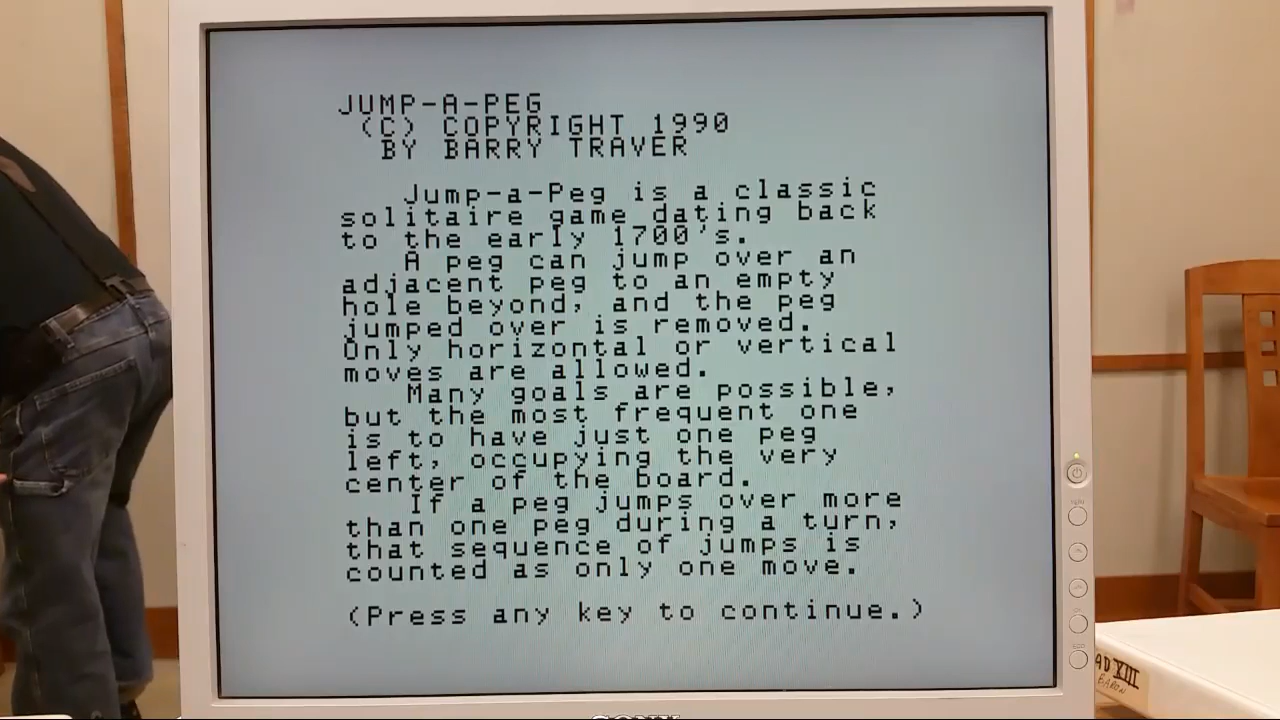 JUMP-A-PEG
(C) COPYRIGHT 1990
BY BARRY TRAVER
Jump-a-Peg is a classic
solitaire game dating back
to the early 1700's.
A peg can jump over an
adjacent peg to an empty
hole beyond, and the peg
jumped over is removed.
Only horizontal or vertical
moves are allowed.
Many goals are possible,
but the most frequent one
is to have just one peg
left, occupying the very
center of the board.
If a peg jumps over more
than one peg during a turn,
that sequence of jumps is
counted as only one move.
(Press any key to continue.)
SONY
AD XIII
BARON